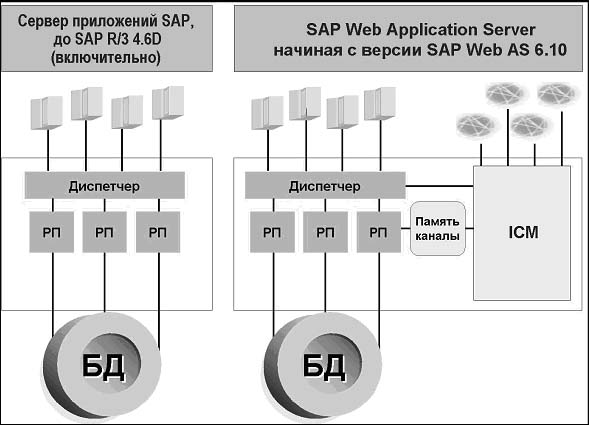 Сервер приложений SAP,
до SAP R/3 4.6D
(включительно)
SAP Web Application Server
начиная с версии SAP Web AS 6.10
Диспетчер
РП РП РП
БД
Диспетчер
РП РП РП
Память
каналы
ICM
БД